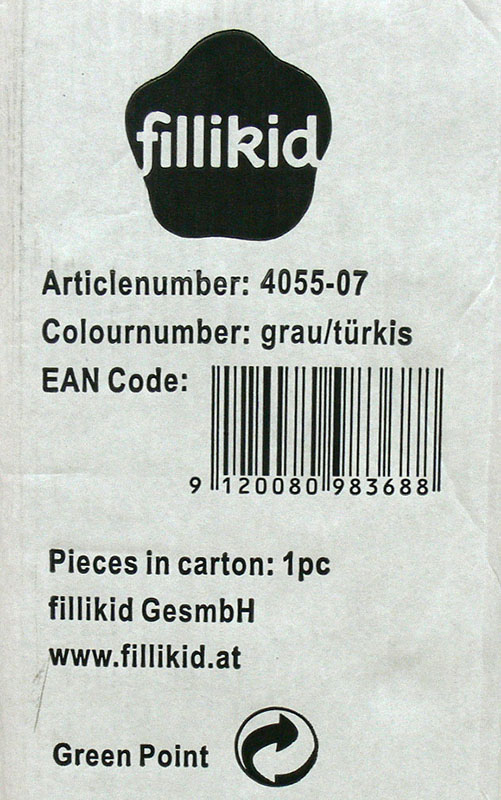 fillikid
Articlenumber: 4055-07
Colournumber: grau/türkis
EAN Code:
9 120080 983688
Pieces in carton: 1pc
fillikid GesmbH
www.fillikid.at
Green Point